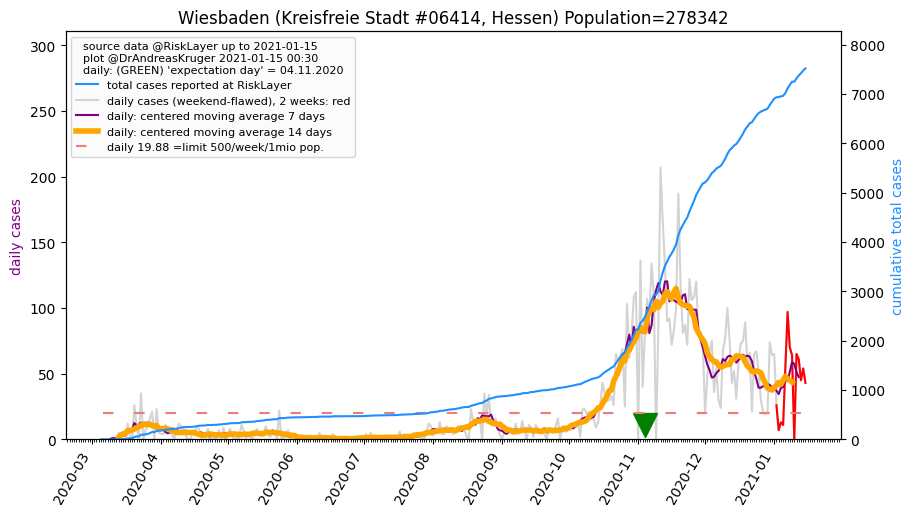 Wiesbaden (Kreisfreie Stadt #06414, Hessen) Population=278342
source data @RiskLayer up to 2021-01-15
plot @DrAndreasKruger 2021-01-15 00:30
daily: (GREEN) 'expectation day' = 04.11.2020
total cases reported at RiskLayer
daily cases (weekend-flawed), 2 weeks: red
daily: centered moving average 7 days
daily: centered moving average 14 days
daily 19.88 =limit 500/week/1mio pop.
daily cases
300
250
200
150
100
50
0
8000
7000
6000
5000
4000
3000
2000
1000
0
cumulative total cases
2020-03
2020-04
2020-05
2020-06
2020-07
2020-08
2020-09
2020-10
2020-11
2020-12
2021-01